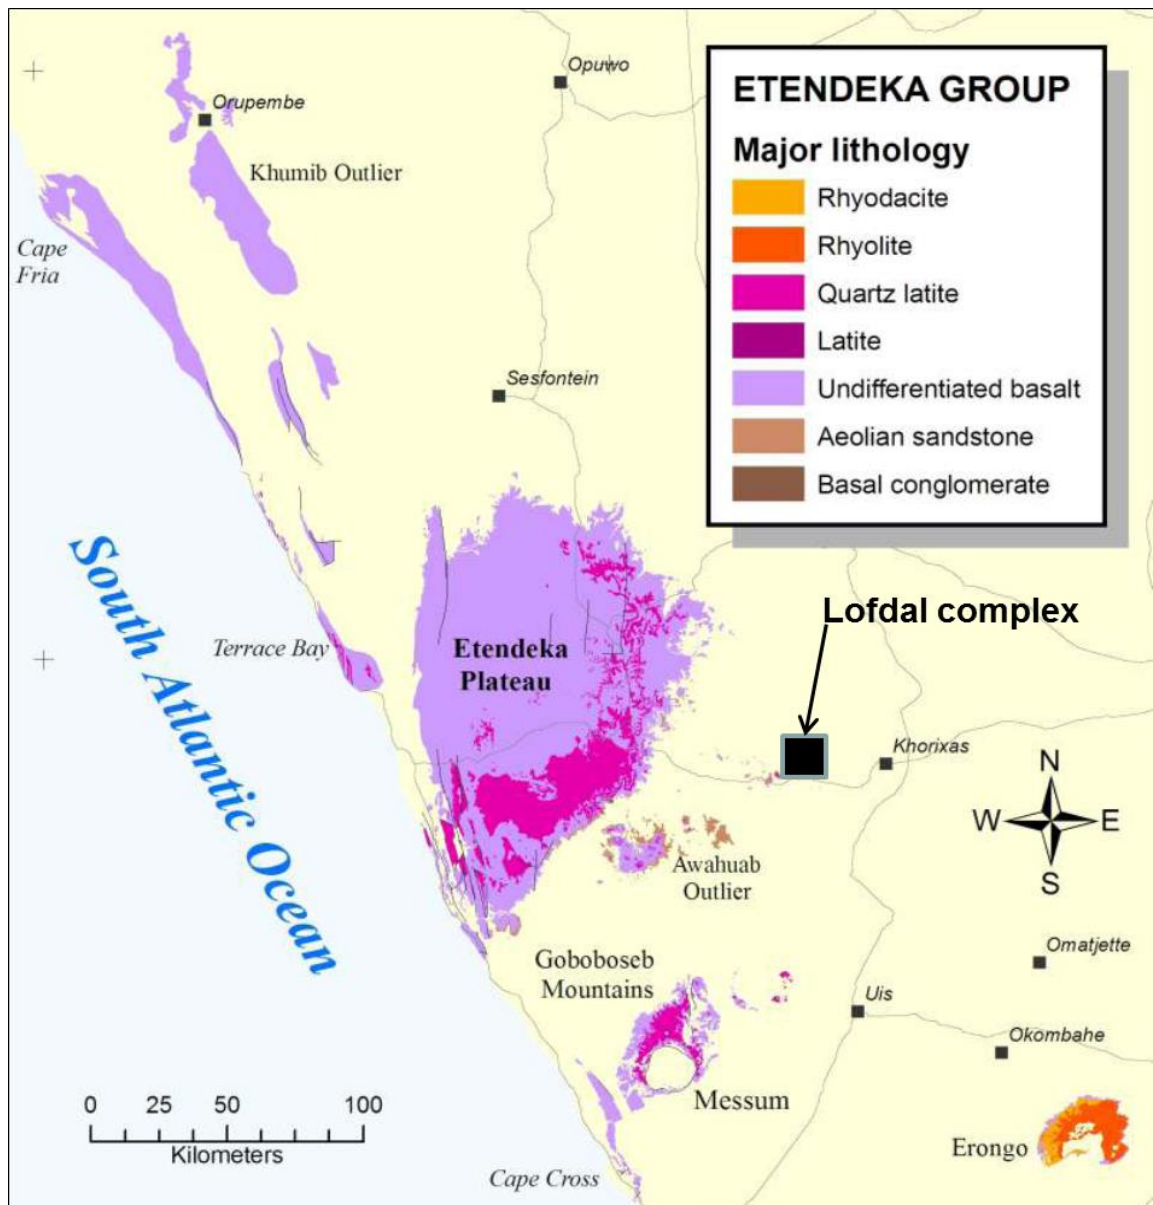 Opuwo
Orupembe
Khumib Outlier
Cape
Fria
Sesfontein
ETENDEKA GROUP
Major lithology
Rhyodacite
Rhyolite
Quartz latite
Latite
Undifferentiated basalt
Aeolian sandstone
Basal conglomerate
South Atlantic Ocean
Terrace Bay
Etendeka
Plateau
Lofdal complex
Khorixas
N
W E
S
Awahuab
Outlier
Goboboseb
Mountains
Omatjette
Uis
Okombahe
Messum
Erongo
0 25 50 100
Kilometers
Cape Cross